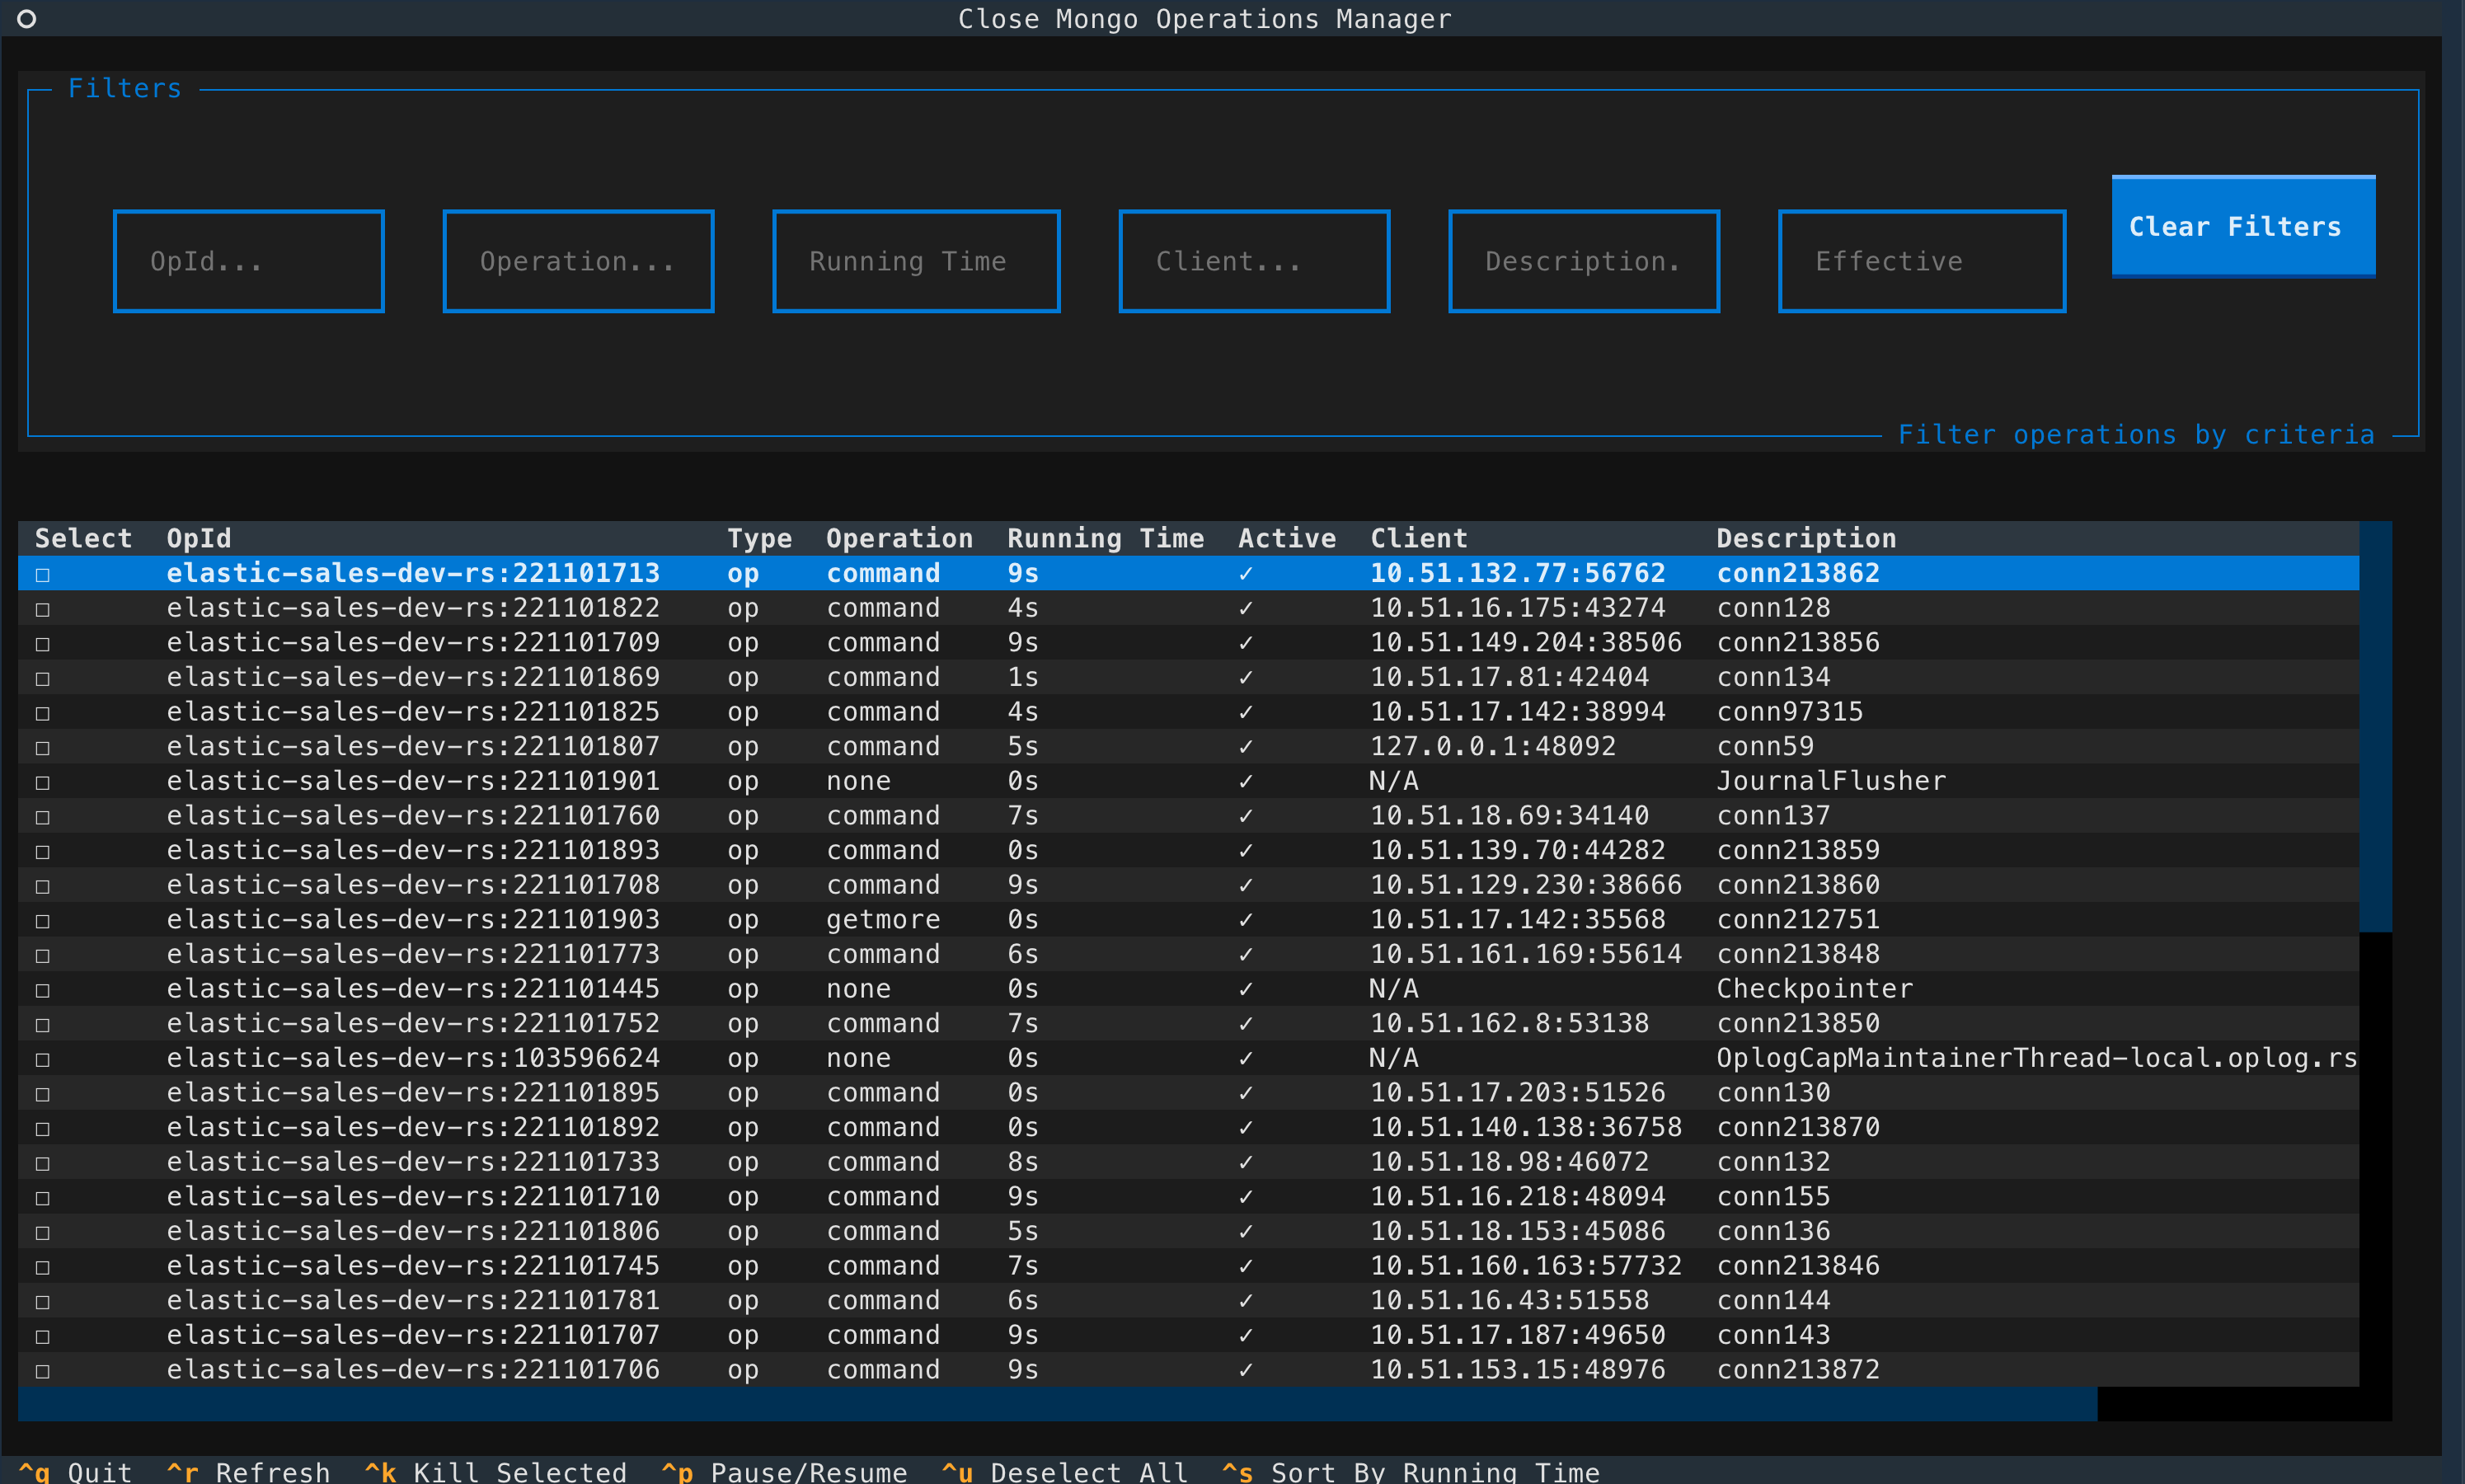 Close Mongo Operations Manager
Filters
OpId... Operation... Running Time Client... Description. Effective Clear Filters
Filter operations by criteria
Select OpId Type Operation Running Time Active Client Description
☐ elastic-sales-dev-rs:221101713 op command 9s ✓ 10.51.132.77:56762 conn213862
☐ elastic-sales-dev-rs:221101822 op command 4s ✓ 10.51.16.175:43274 conn128
☐ elastic-sales-dev-rs:221101709 op command 9s ✓ 10.51.149.204:38506 conn213856
☐ elastic-sales-dev-rs:221101869 op command 1s ✓ 10.51.17.81:42404 conn134
☐ elastic-sales-dev-rs:221101825 op command 4s ✓ 10.51.17.142:38994 conn97315
☐ elastic-sales-dev-rs:221101807 op command 5s ✓ 127.0.0.1:48092 conn59
☐ elastic-sales-dev-rs:221101901 op none 0s ✓ N/A JournalFlusher
☐ elastic-sales-dev-rs:221101760 op command 7s ✓ 10.51.18.69:34140 conn137
☐ elastic-sales-dev-rs:221101893 op command 0s ✓ 10.51.139.70:44282 conn213859
☐ elastic-sales-dev-rs:221101708 op command 9s ✓ 10.51.129.230:38666 conn213860
☐ elastic-sales-dev-rs:221101903 op getmore 0s ✓ 10.51.17.142:35568 conn212751
☐ elastic-sales-dev-rs:221101773 op command 6s ✓ 10.51.161.169:55614 conn213848
☐ elastic-sales-dev-rs:221101445 op none 0s ✓ N/A Checkpointer
☐ elastic-sales-dev-rs:221101752 op command 7s ✓ 10.51.162.8:53138 conn213850
☐ elastic-sales-dev-rs:103596624 op none 0s ✓ N/A OplogCapMaintainerThread-local.oplog.rs
☐ elastic-sales-dev-rs:221101895 op command 0s ✓ 10.51.17.203:51526 conn130
☐ elastic-sales-dev-rs:221101892 op command 0s ✓ 10.51.140.138:36758 conn213870
☐ elastic-sales-dev-rs:221101733 op command 8s ✓ 10.51.18.98:46072 conn132
☐ elastic-sales-dev-rs:221101710 op command 9s ✓ 10.51.16.218:48094 conn155
☐ elastic-sales-dev-rs:221101806 op command 5s ✓ 10.51.18.153:45086 conn136
☐ elastic-sales-dev-rs:221101745 op command 7s ✓ 10.51.160.163:57732 conn213846
☐ elastic-sales-dev-rs:221101781 op command 6s ✓ 10.51.16.43:51558 conn144
☐ elastic-sales-dev-rs:221101707 op command 9s ✓ 10.51.17.187:49650 conn143
☐ elastic-sales-dev-rs:221101706 op command 9s ✓ 10.51.153.15:48976 conn213872
^q Quit ^r Refresh ^k Kill Selected ^p Pause/Resume ^u Deselect All ^s Sort By Running Time